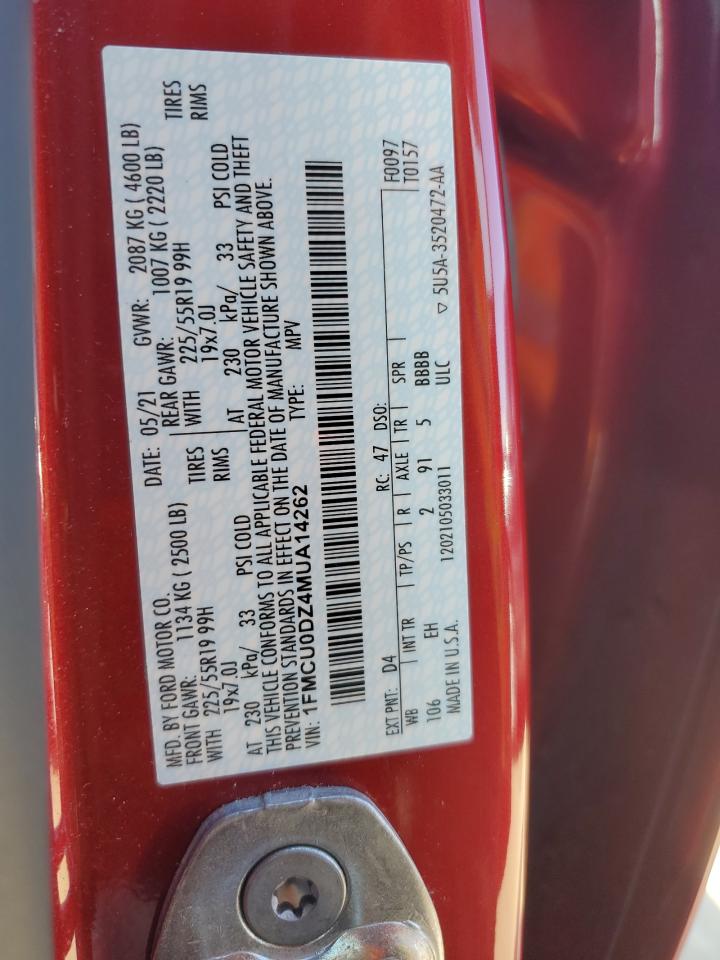 MFD. BY FORD MOTOR CO. DATE: 05/21 GVWR: 2087 KG ( 4600 LB)
FRONT GAWR: 1134 KG ( 2500 LB) REAR GAWR: 1007 KG ( 2220 LB)
WITH 225/55R19 99H TIRES WITH 225/55R19 99H TIRES
19x7.0J RIMS 19x7.0J RIMS
AT 230 kPa/ 33 PSI COLD AT 230 kPa/ 33 PSI COLD
THIS VEHICLE CONFORMS TO ALL APPLICABLE FEDERAL MOTOR VEHICLE SAFETY AND THEFT
PREVENTION STANDARDS IN EFFECT ON THE DATE OF MANUFACTURE SHOWN ABOVE.
VIN: 1FMCU0DZ4MUA14262 TYPE: MPV
EXT PNT: D4 RC: 47 DSO: F0097
WB INT TR TP/PS R AXLE TR SPR T0157
106 EH 2 91 5 BBBB
MADE IN U.S.A. 1202105033011 ULC ▽ 5U5A-3520472-AA